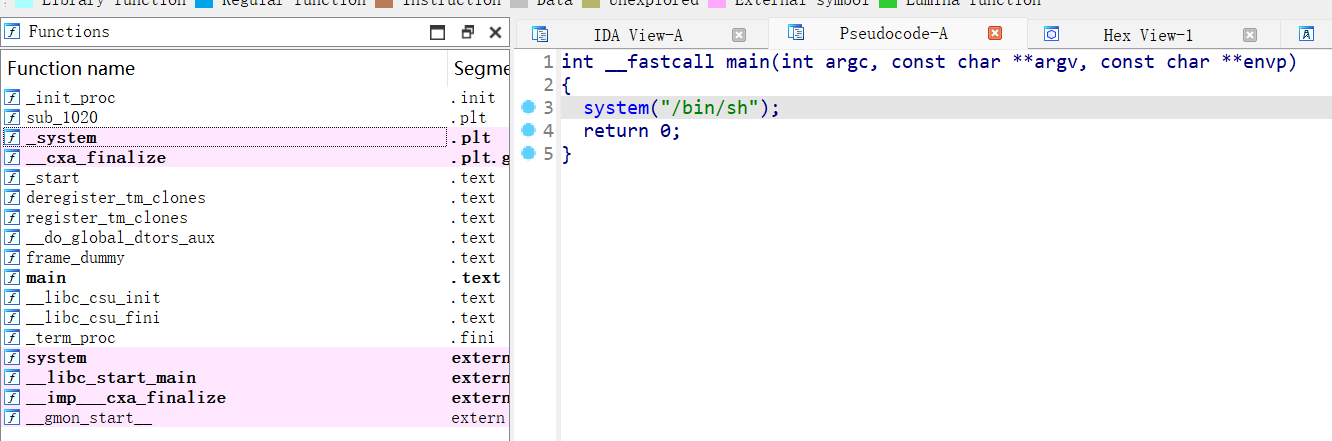 Library function Regular function Instruction Data Unexplored External symbol Lumina function
Functions
IDA View-A Pseudocode-A Hex View-1
Function name Segme
_init_proc .init
sub_1020 .plt
_system .plt
__cxa_finalize .plt.g
_start .text
deregister_tm_clones .text
register_tm_clones .text
__do_global_dtors_aux .text
frame_dummy .text
main .text
__libc_csu_init .text
__libc_csu_fini .text
_term_proc .fini
system extern
__libc_start_main extern
__imp___cxa_finalize extern
__gmon_start__ extern
1 int __fastcall main(int argc, const char **argv, const char **envp)
2 {
3 system("/bin/sh");
4 return 0;
5 }